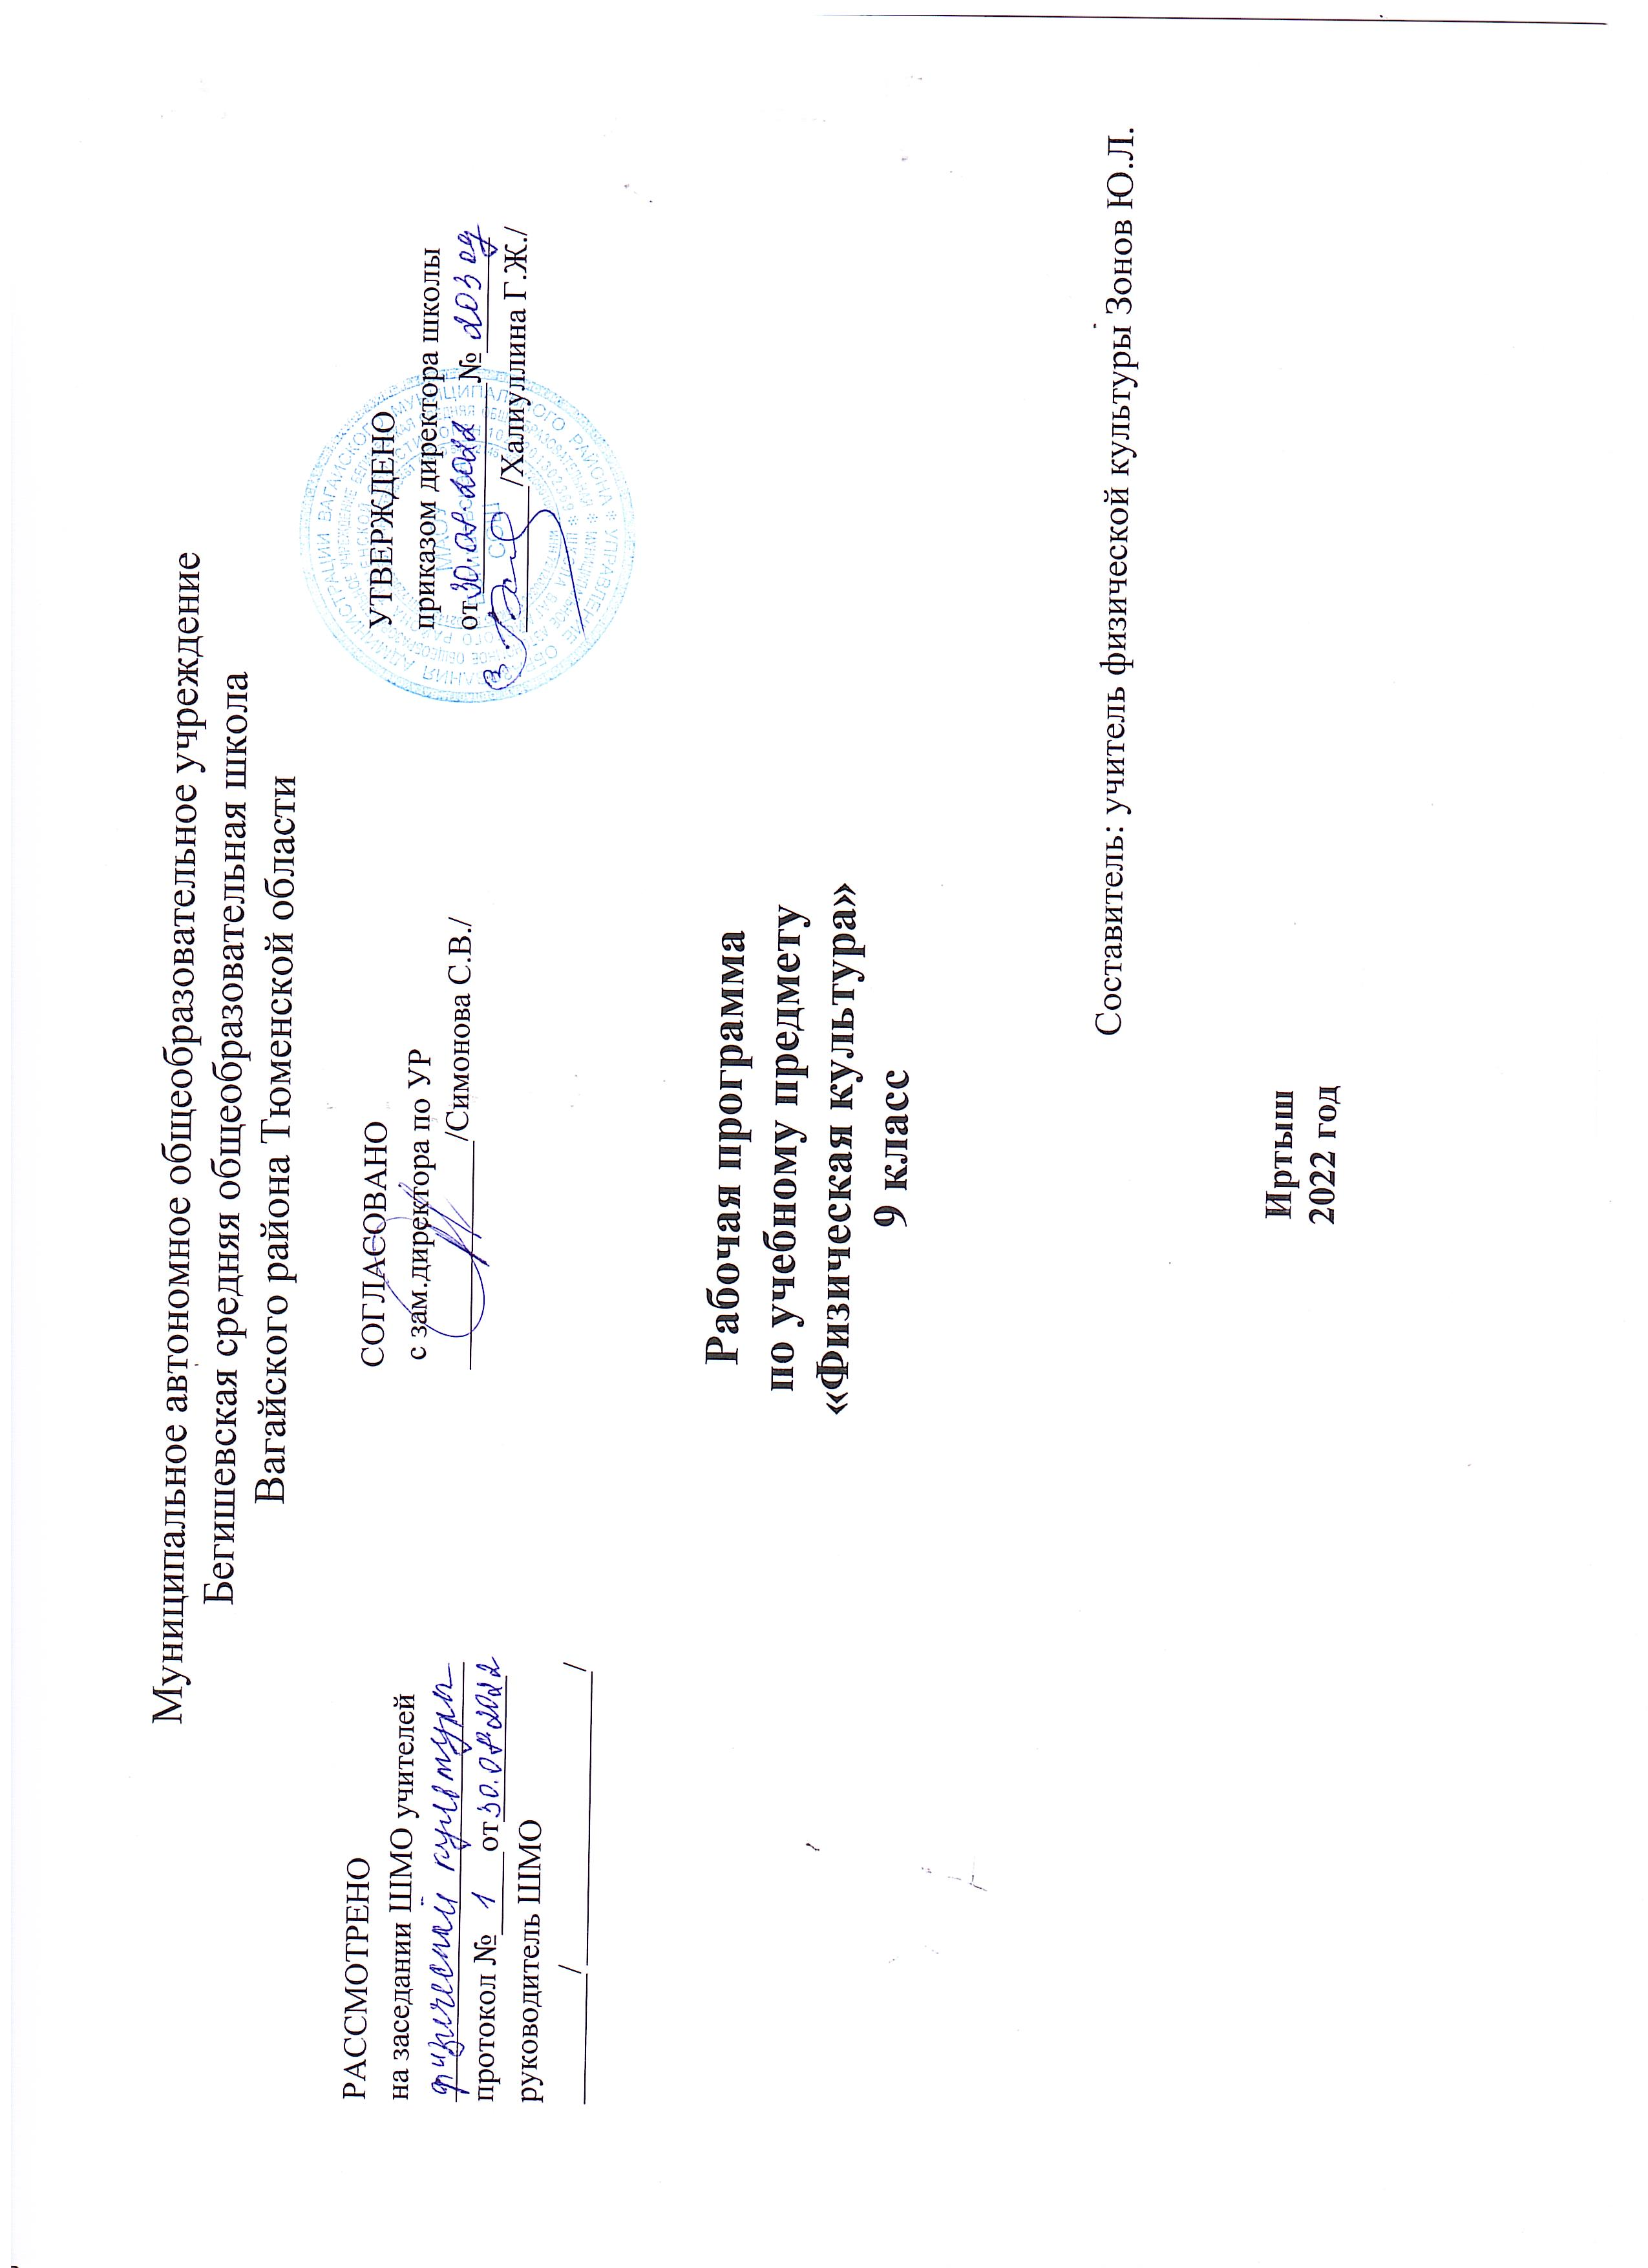 Муниципальное автономное общеобразовательное учреждение
Бегишевская средняя общеобразовательная школа
Вагайского района Тюменской области
РАССМОТРЕНО
на заседании ШМО учителей
физической культуры
протокол № 1 от 30.08.2022
руководитель ШМО
/ /
СОГЛАСОВАНО
с зам.директора по УР
/Симонова С.В./
УТВЕРЖДЕНО
приказом директора школы
от 30.08.2022 № 203 од
/Халиуллина Г.Ж./
Рабочая программа
по учебному предмету
«Физическая культура»
9 класс
Составитель: учитель физической культуры Зонов Ю.Л.
Иртыш
2022 год